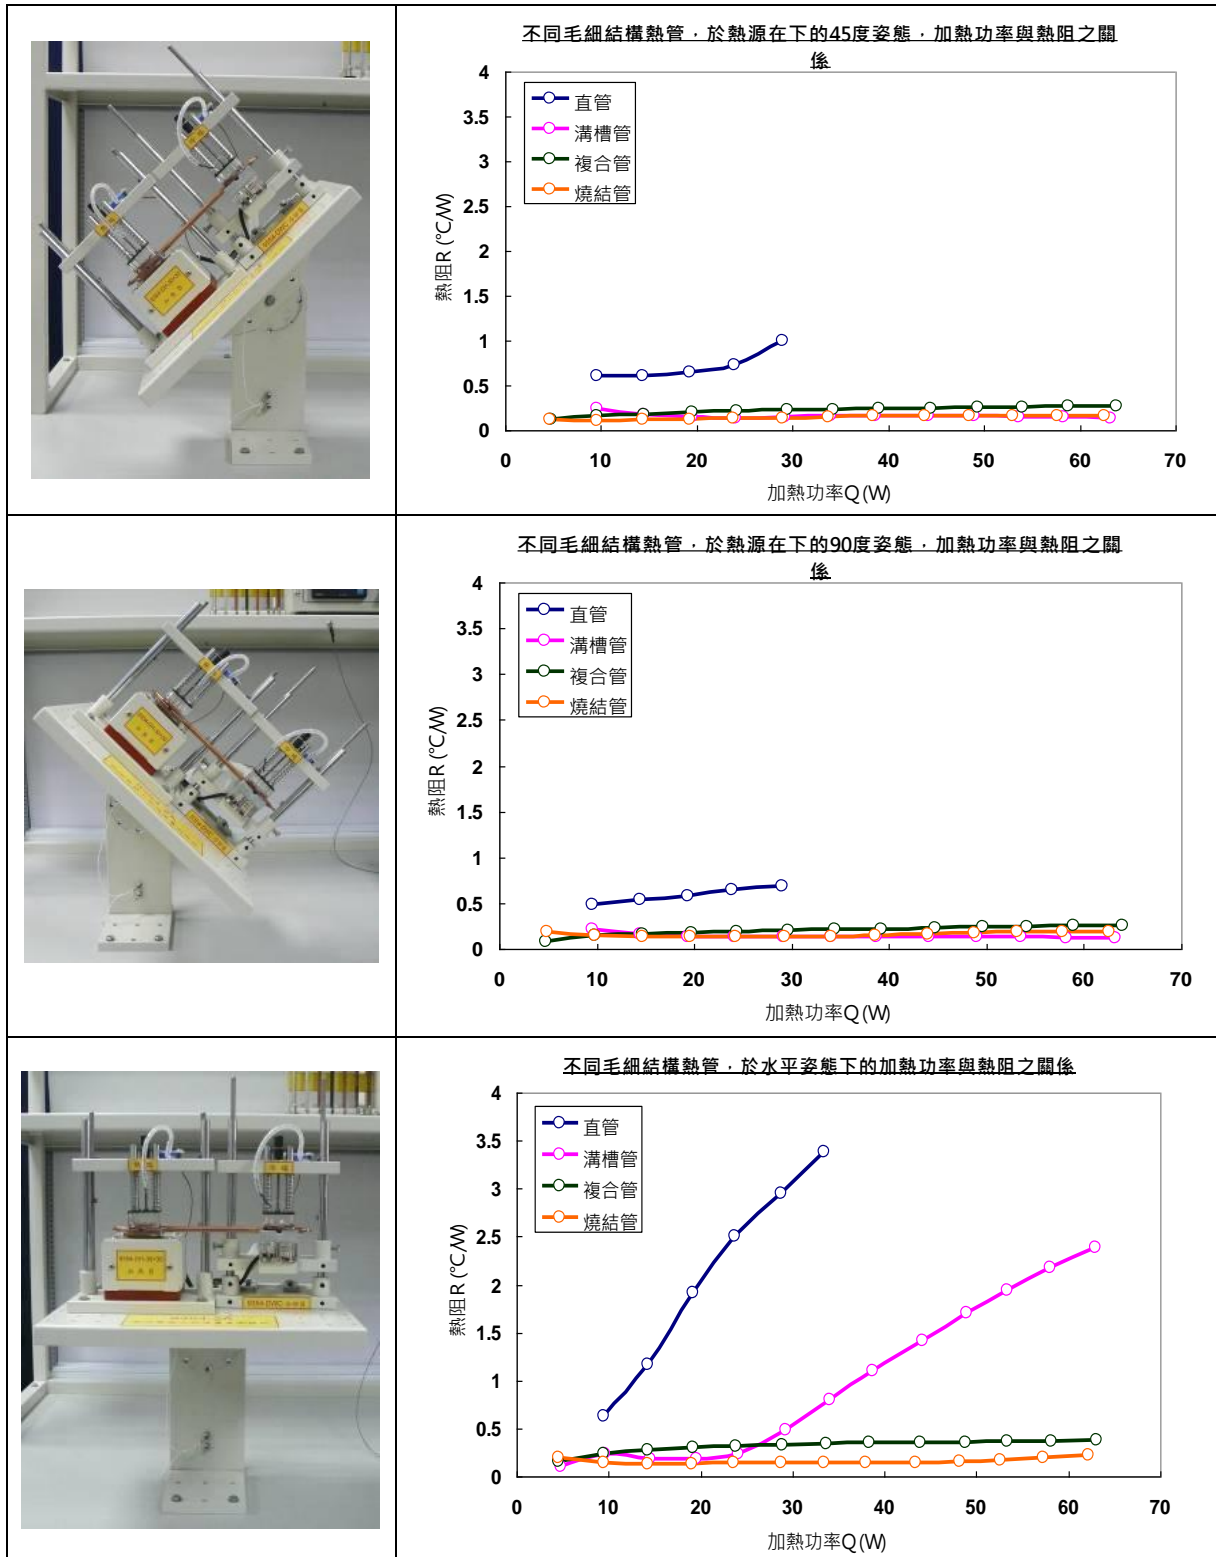 不同毛細結構熱管，於熱源在下的45度姿態，加熱功率與熱阻之關
係
4
3.5
3
2.5
2
1.5
1
0.5
0
熱阻R (℃/W)
直管
溝槽管
複合管
燒結管
0 10 20 30 40 50 60 70
加熱功率Q(W)
不同毛細結構熱管，於熱源在下的90度姿態，加熱功率與熱阻之關
係
4
3.5
3
2.5
2
1.5
1
0.5
0
熱阻R (℃/W)
直管
溝槽管
複合管
燒結管
0 10 20 30 40 50 60 70
加熱功率Q(W)
不同毛細結構熱管，於水平姿態下的加熱功率與熱阻之關係
4
3.5
3
2.5
2
1.5
1
0.5
0
熱阻R (℃/W)
直管
溝槽管
複合管
燒結管
0 10 20 30 40 50 60 70
加熱功率Q(W)